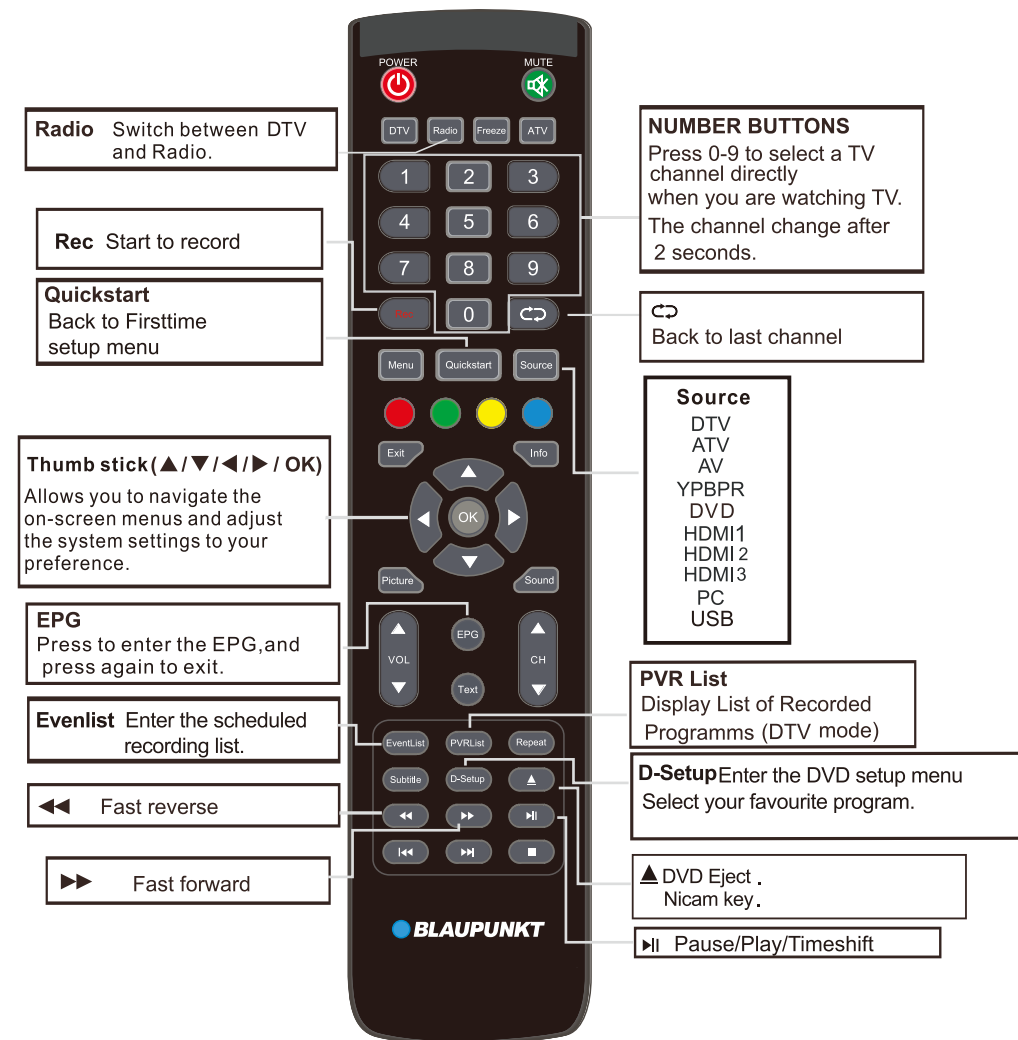 POWER
MUTE
DTV
Radio
Freeze
ATV
1
2
3
4
5
6
7
8
9
Rec
0
Menu
Quickstart
Source
Exit
Info
OK
Picture
Sound
VOL
EPG
CH
Text
EventList
PVRList
Repeat
Subtitle
D-Setup
BLAUPUNKT
Radio Switch between DTV
and Radio.
Rec Start to record
Quickstart
Back to Firsttime
setup menu
Thumb stick(▲/▼/◀/▶/ OK)
Allows you to navigate the
on-screen menus and adjust
the system settings to your
preference.
EPG
Press to enter the EPG,and
press again to exit.
Evenlist Enter the scheduled
recording list.
Fast reverse
Fast forward
NUMBER BUTTONS
Press 0-9 to select a TV
channel directly
when you are watching TV.
The channel change after
2 seconds.
Back to last channel
Source
DTV
ATV
AV
YPBPR
DVD
HDMI1
HDMI 2
HDMI3
PC
USB
PVR List
Display List of Recorded
Programms (DTV mode)
D-Setup Enter the DVD setup menu
Select your favourite program.
DVD Eject .
Nicam key .
Pause/Play/Timeshift